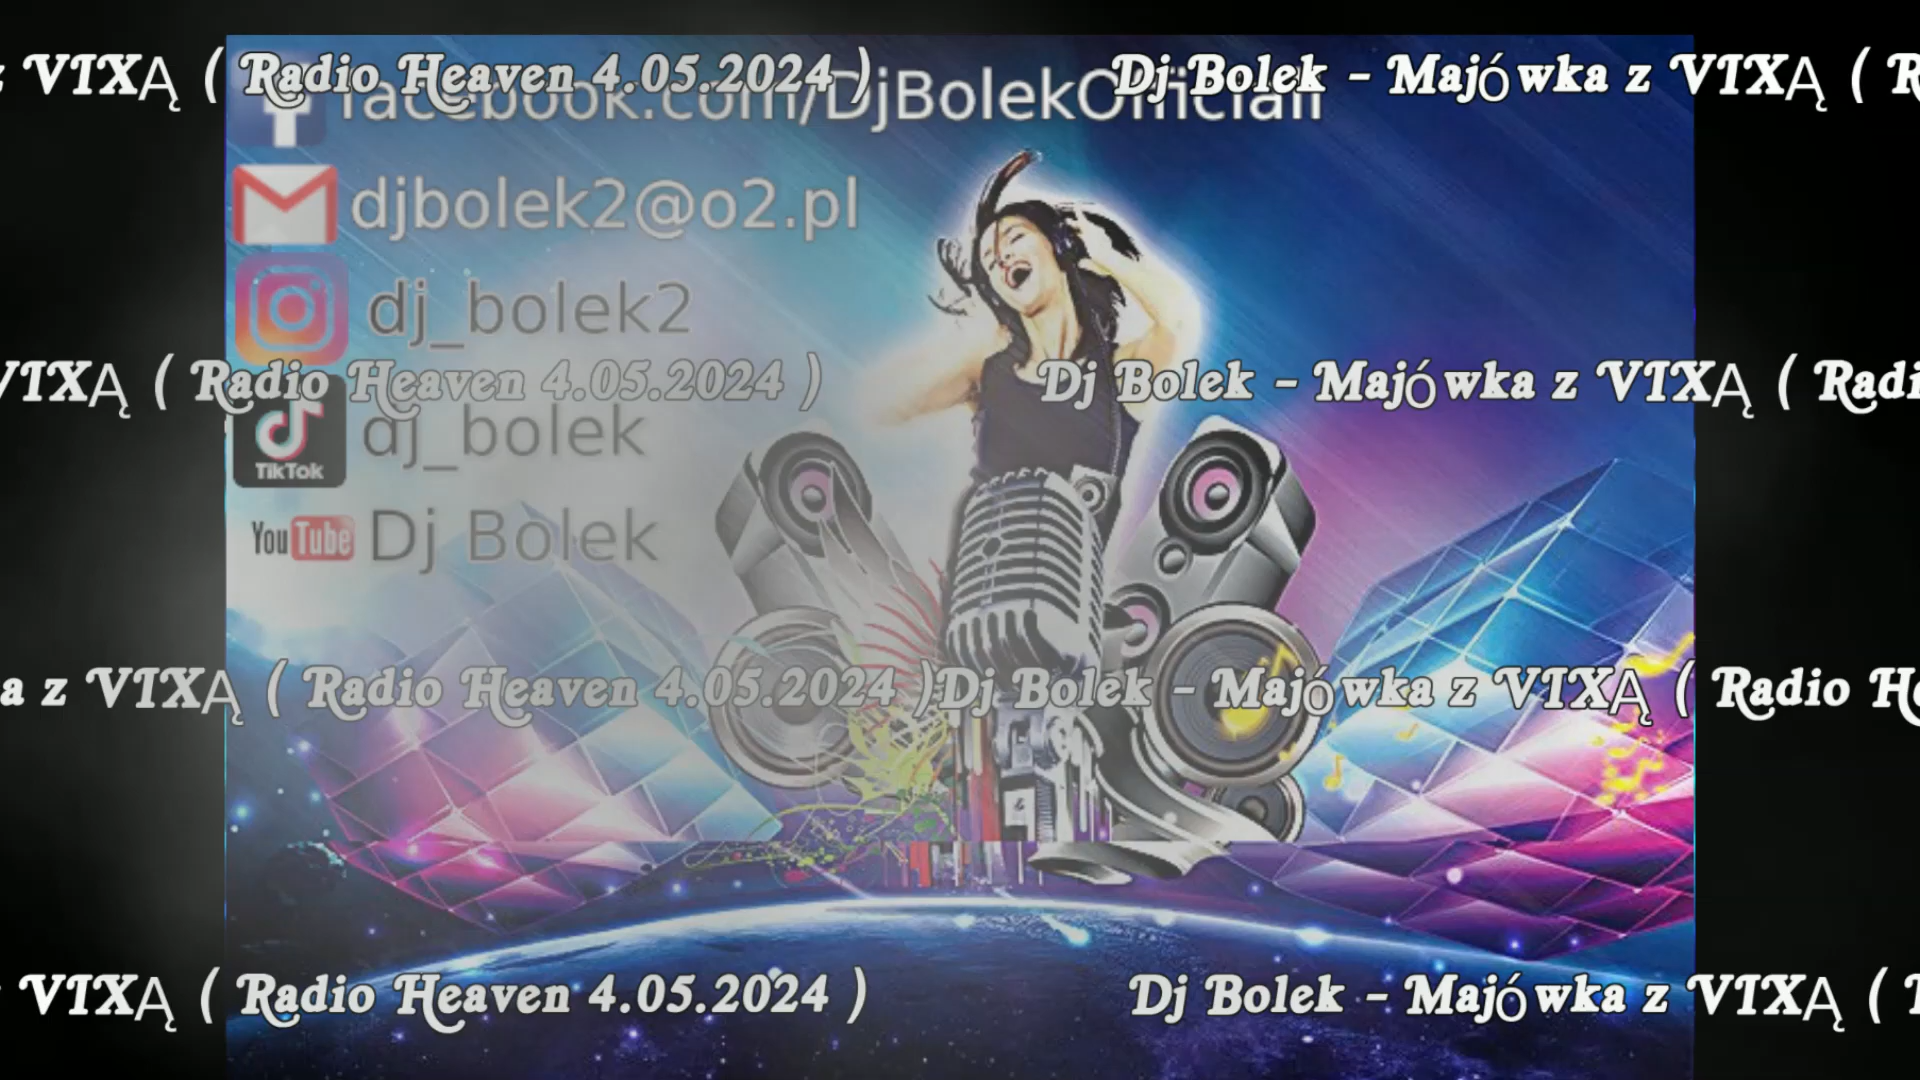 z VIXĄ ( Radio Heaven 4.05.2024 ) Dj Bolek - Majówka z VIXĄ ( R
facebook.com/DjBolekOfficiall
djbolek2@o2.pl
dj_bolek2
VIXĄ ( Radio Heaven 4.05.2024 ) Dj Bolek - Majówka z VIXĄ ( Radi
dj_bolek
TikTok
YouTube Dj Bolek
a z VIXĄ ( Radio Heaven 4.05.2024 )Dj Bolek - Majówka z VIXĄ ( Radio He
VIXĄ ( Radio Heaven 4.05.2024 ) Dj Bolek - Majówka z VIXĄ (